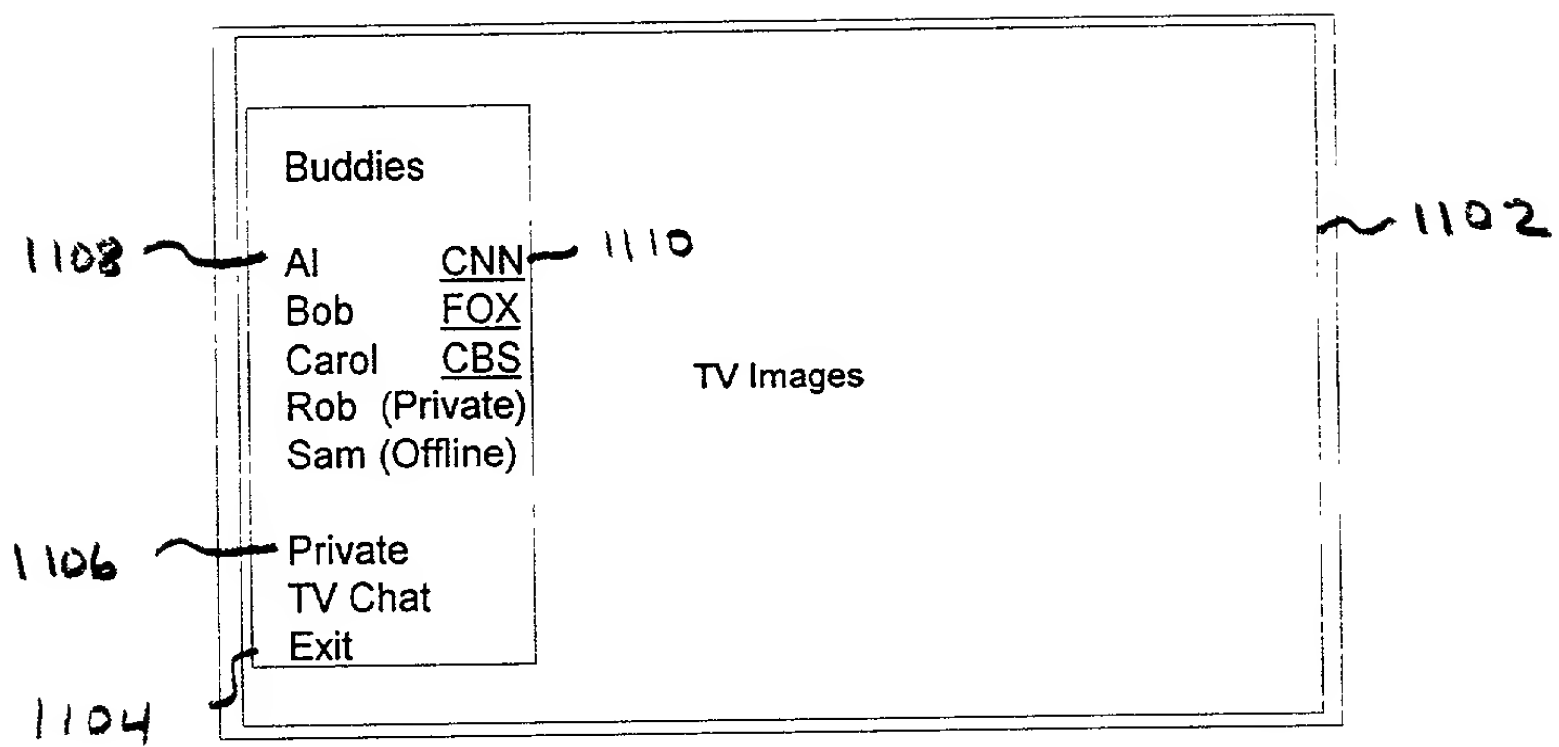 Buddies
1102
1108 Al CNN 1110
Bob FOX
Carol CBS
TV Images
Rob (Private)
Sam (Offline)
1106 Private
TV Chat
Exit
1104